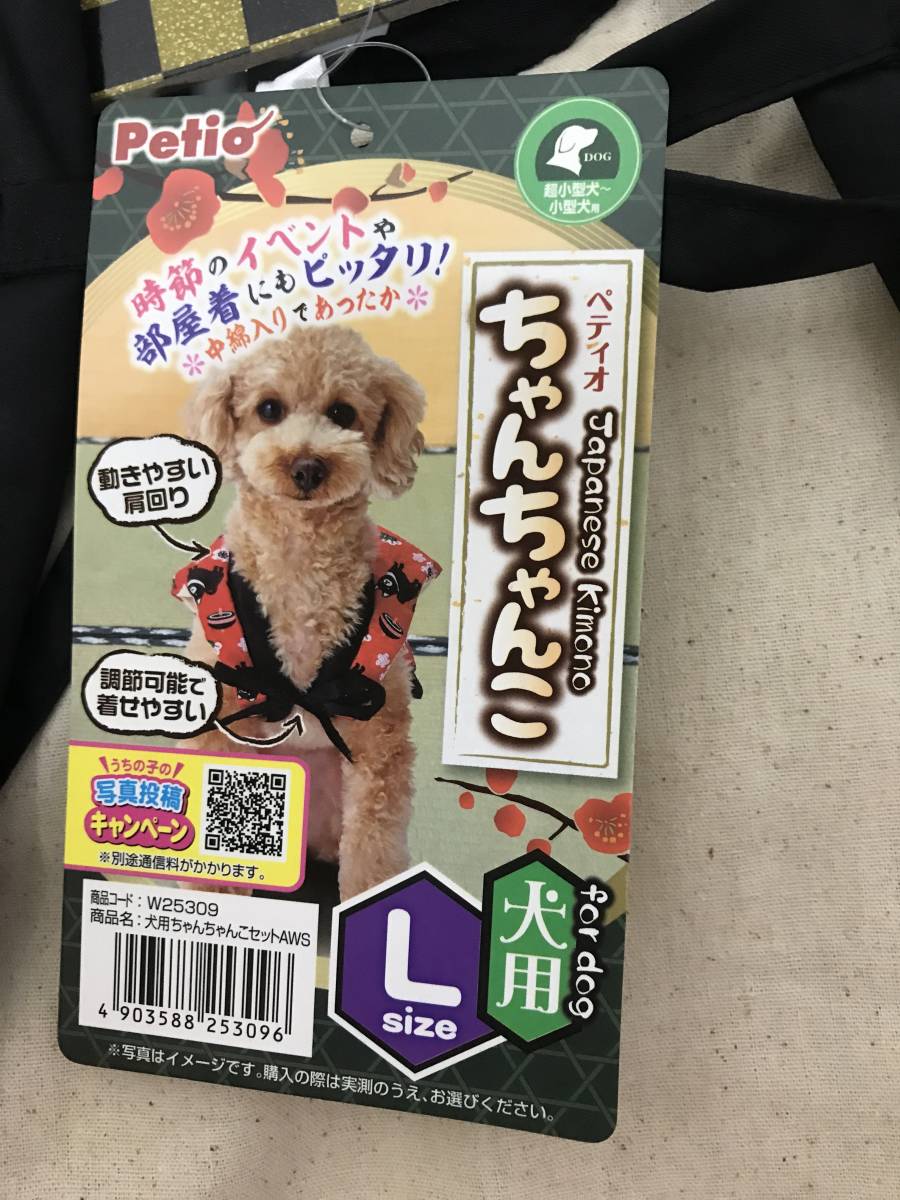 Petio
DOG
超小型犬~
小型犬用
時節のイベントや
部屋着にもピッタリ!
※中綿入りであったか※
ペティオ
ちゃんちゃんこ
Japanese Kimono
動きやすい
肩回り
調節可能で
着せやすい
うちの子の
写真投稿
キャンペーン
※別途通信料がかかります。
商品コード: W25309
商品名: 犬用ちゃんちゃんこセットAWS
4 903588 253096
L
size
犬用
for dog
※写真はイメージです。購入の際は実測のうえ、お選びください。